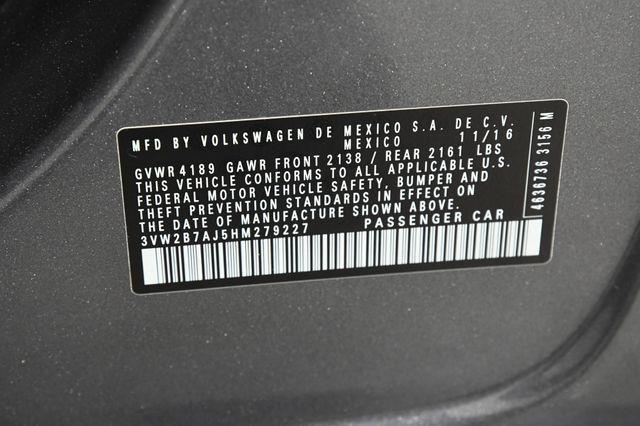 MFD BY VOLKSWAGEN DE MEXICO S.A. DE C.V.
MEXICO 11/16
GVWR 4189 GAWR FRONT 2138 / REAR 2161 LBS
THIS VEHICLE CONFORMS TO ALL APPLICABLE U.S.
FEDERAL MOTOR VEHICLE SAFETY, BUMPER AND
THEFT PREVENTION STANDARDS IN EFFECT ON
THE DATE OF MANUFACTURE SHOWN ABOVE.
3VW2B7AJ5HM279227 PASSENGER CAR
4636736 3156 M